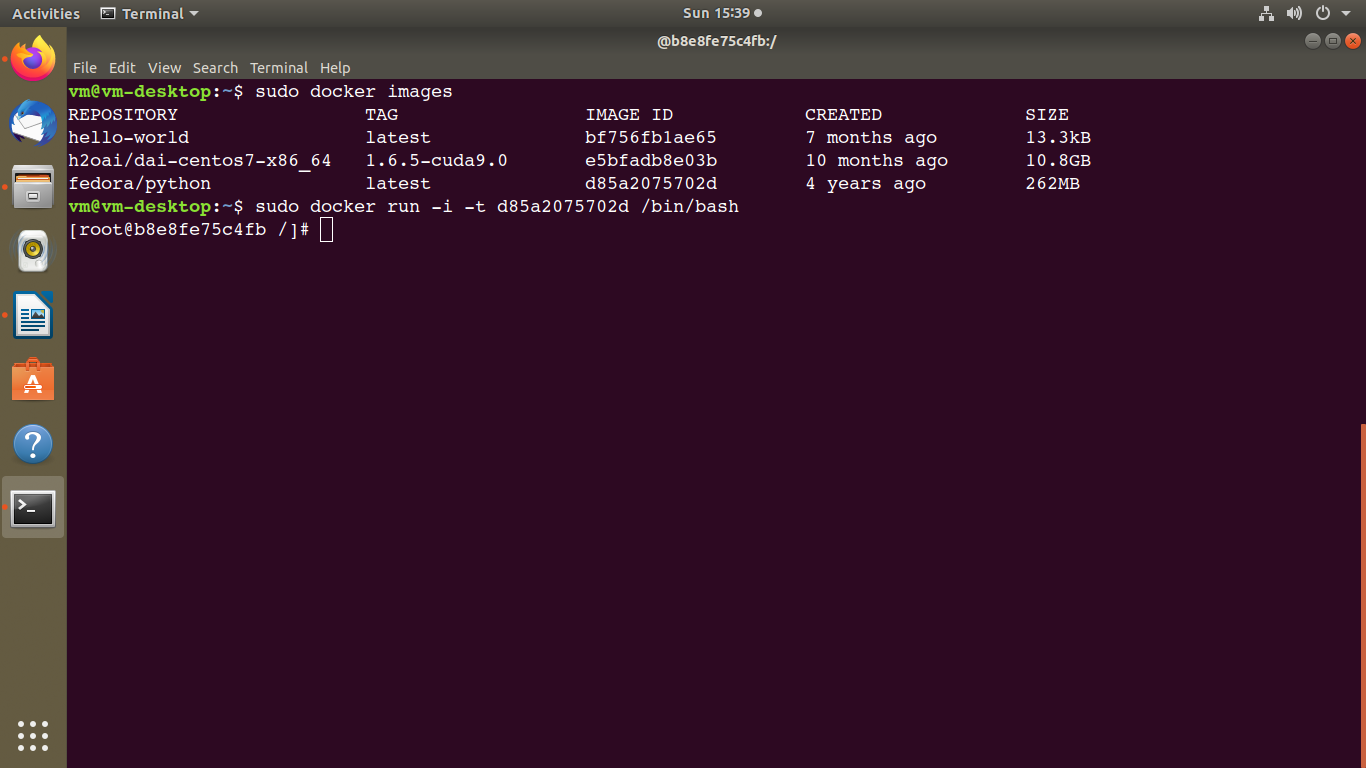 Activities Terminal Sun 15:39
@b8e8fe75c4fb:/
File Edit View Search Terminal Help
vm@vm-desktop:~$ sudo docker images
REPOSITORY TAG IMAGE ID CREATED SIZE
hello-world latest bf756fb1ae65 7 months ago 13.3kB
h2oai/dai-centos7-x86_64 1.6.5-cuda9.0 e5bfadb8e03b 10 months ago 10.8GB
fedora/python latest d85a2075702d 4 years ago 262MB
vm@vm-desktop:~$ sudo docker run -i -t d85a2075702d /bin/bash
[root@b8e8fe75c4fb /]#